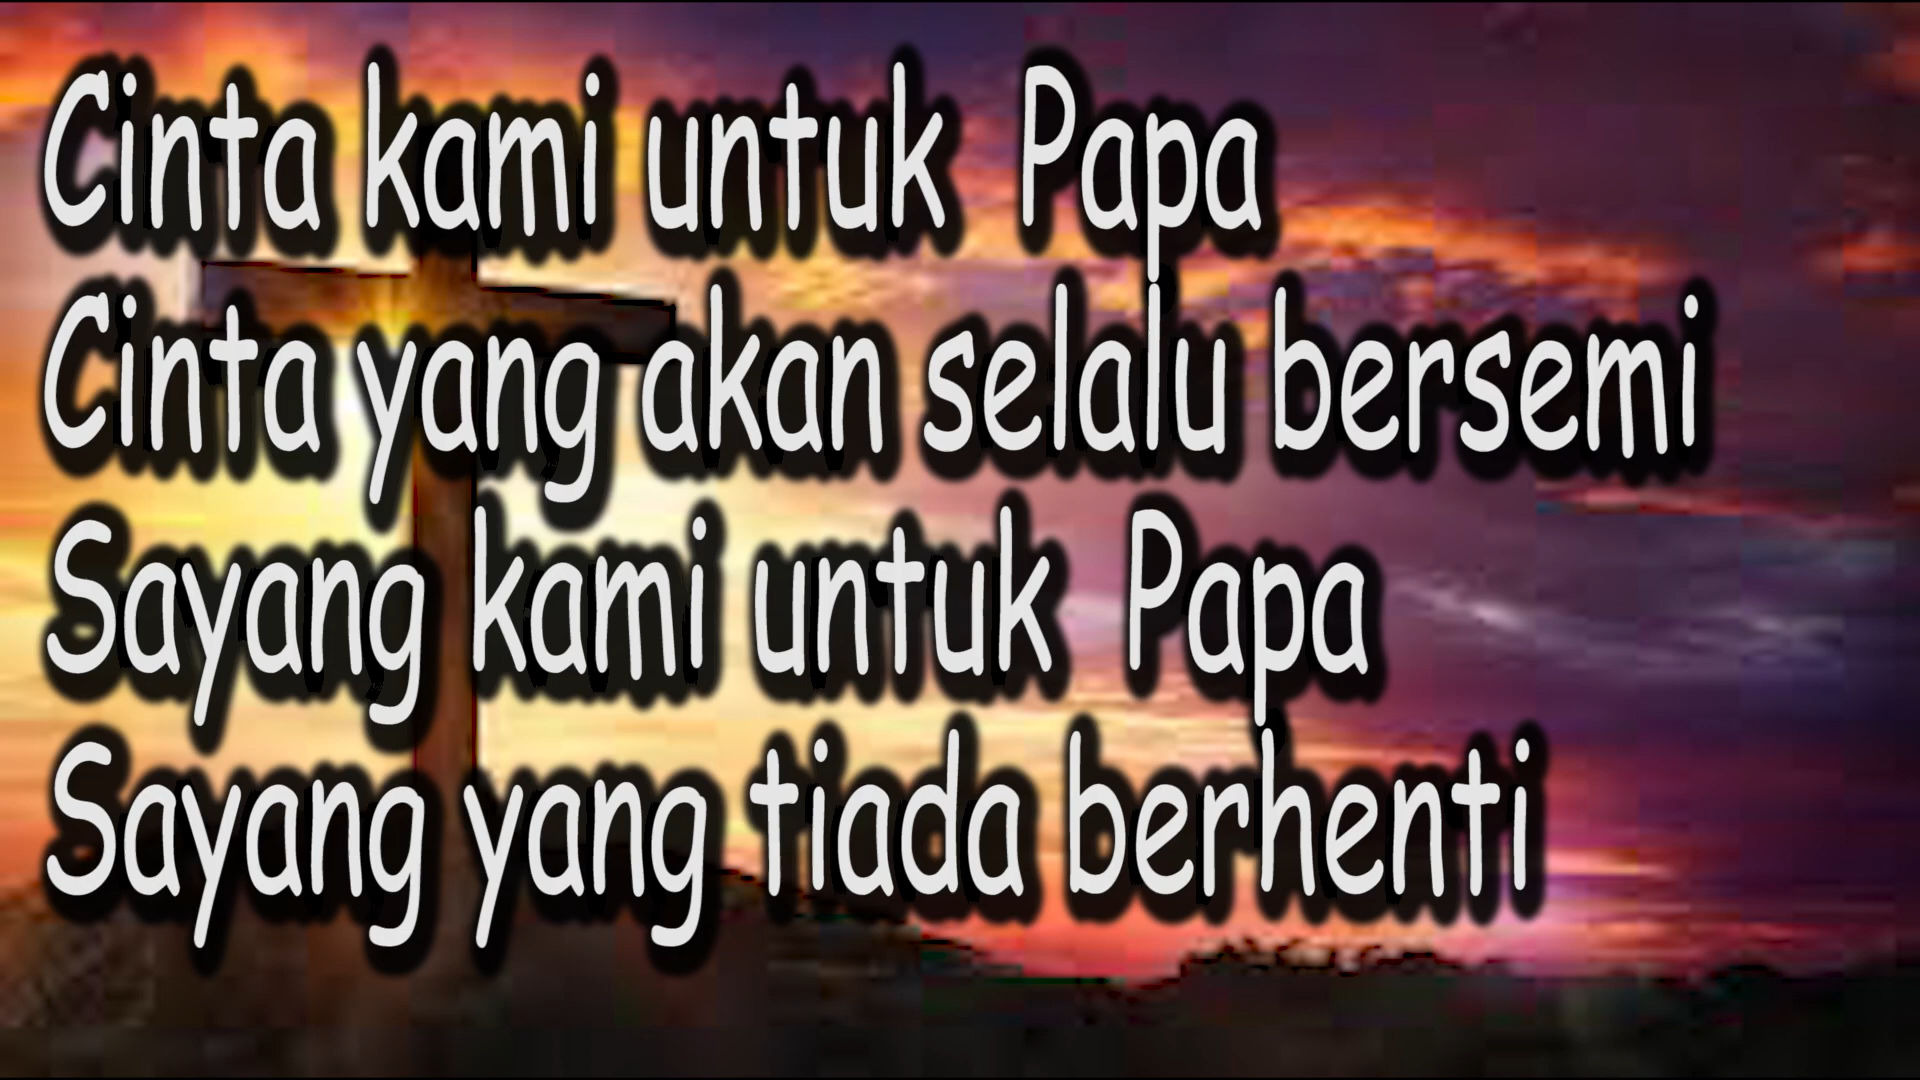 Cinta kami untuk  Papa
Cinta yang akan selalu bersemi
Sayang kami untuk  Papa
Sayang yang tiada berhenti